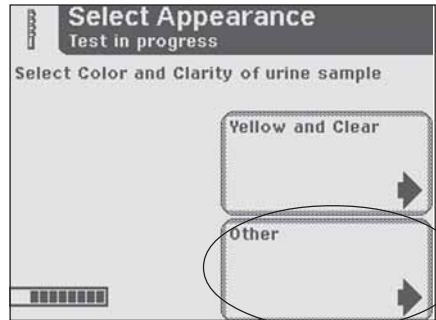 Select Appearance
Test in progress
Select Color and Clarity of urine sample
Yellow and Clear
Other